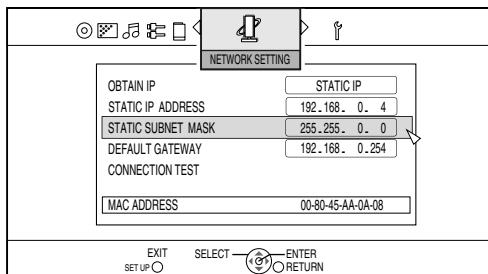 NETWORK SETTING
OBTAIN IP STATIC IP
STATIC IP ADDRESS 192.168. 0. 4
STATIC SUBNET MASK 255.255. 0. 0
DEFAULT GATEWAY 192.168. 0.254
CONNECTION TEST
MAC ADDRESS 00-80-45-AA-0A-08
EXIT SELECT ENTER
SET UP RETURN